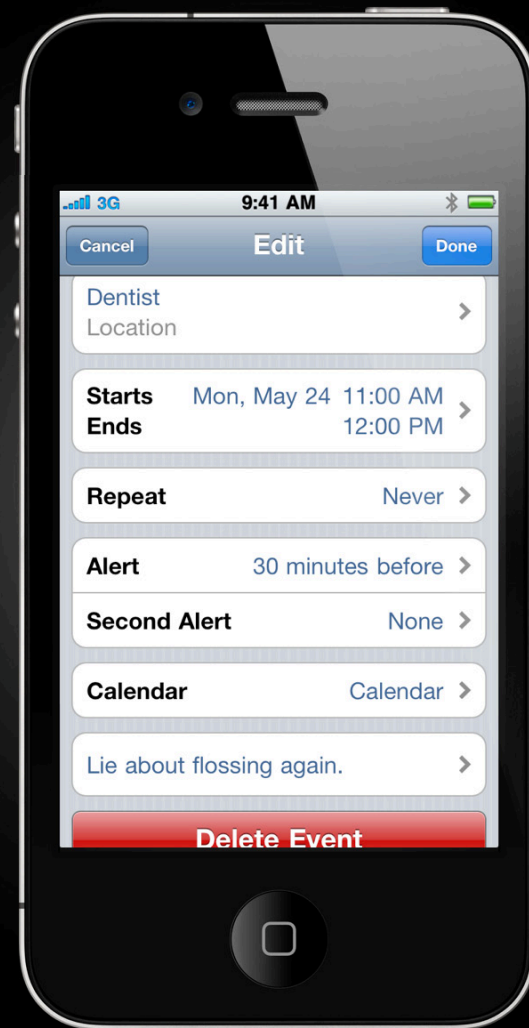 3G 9:41 AM
Cancel Edit Done
Dentist
Location
Starts Mon, May 24 11:00 AM
Ends 12:00 PM
Repeat Never
Alert 30 minutes before
Second Alert None
Calendar Calendar
Lie about flossing again.
Delete Event